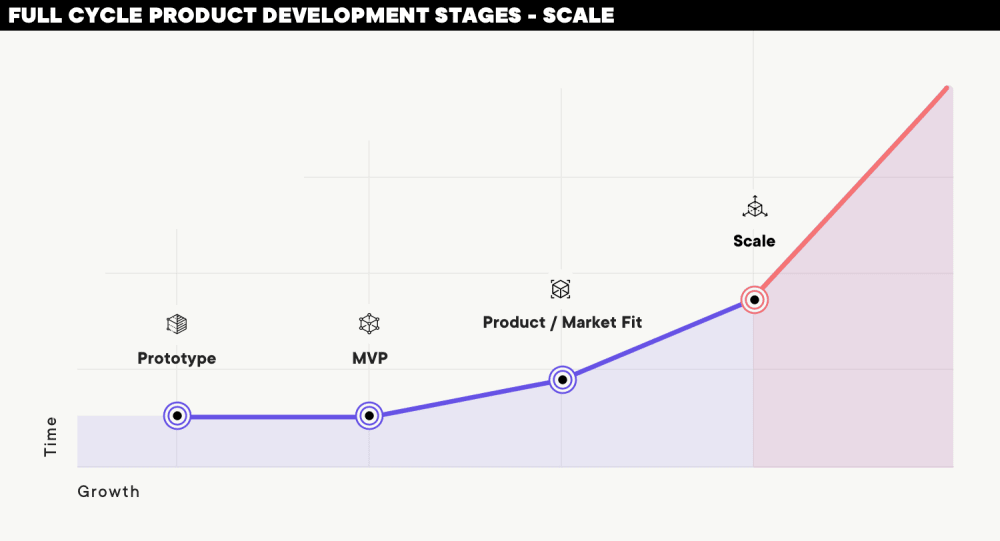 FULL CYCLE PRODUCT DEVELOPMENT STAGES - SCALE
Scale
Product / Market Fit
Prototype
MVP
Time
Growth